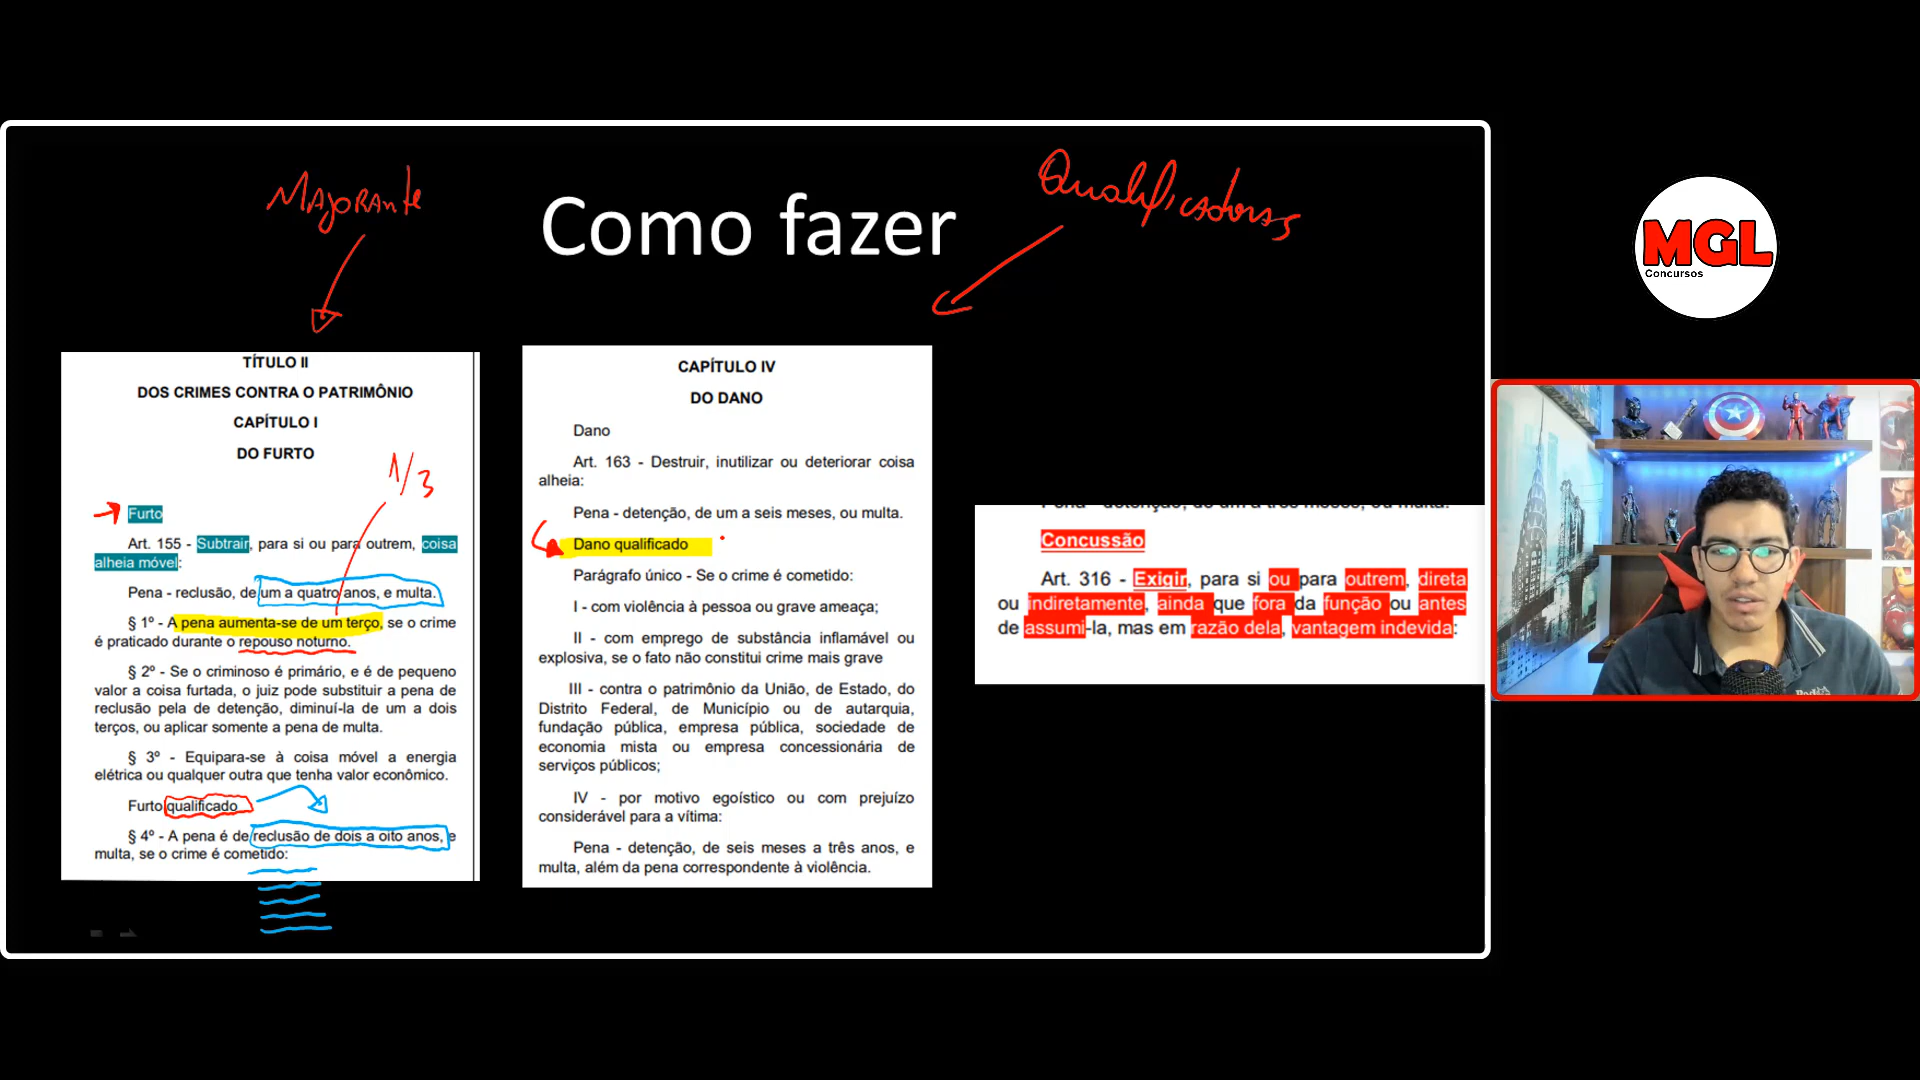 Majorante
Como fazer
Qualificadoras
TÍTULO II
DOS CRIMES CONTRA O PATRIMÔNIO
CAPÍTULO I
DO FURTO
1/3
Furto
Art. 155 - Subtrair, para si ou para outrem, coisa
alheia móvel:
Pena - reclusão, de um a quatro anos, e multa.
§ 1º - A pena aumenta-se de um terço, se o crime
é praticado durante o repouso noturno.
§ 2º - Se o criminoso é primário, e é de pequeno
valor a coisa furtada, o juiz pode substituir a pena de
reclusão pela de detenção, diminuí-la de um a dois
terços, ou aplicar somente a pena de multa.
§ 3º - Equipara-se à coisa móvel a energia
elétrica ou qualquer outra que tenha valor econômico.
Furto qualificado
§ 4º - A pena é de reclusão de dois a oito anos, e
multa, se o crime é cometido:
CAPÍTULO IV
DO DANO
Dano
Art. 163 - Destruir, inutilizar ou deteriorar coisa
alheia:
Pena - detenção, de um a seis meses, ou multa.
Dano qualificado
Parágrafo único - Se o crime é cometido:
I - com violência à pessoa ou grave ameaça;
II - com emprego de substância inflamável ou
explosiva, se o fato não constitui crime mais grave
III - contra o patrimônio da União, de Estado, do
Distrito Federal, de Município ou de autarquia,
fundação pública, empresa pública, sociedade de
economia mista ou empresa concessionária de
serviços públicos;
IV - por motivo egoístico ou com prejuízo
considerável para a vítima:
Pena - detenção, de seis meses a três anos, e
multa, além da pena correspondente à violência.
Pena - detenção, de um a três meses, ou multa.
Concussão
Art. 316 - Exigir, para si ou para outrem, direta
ou indiretamente, ainda que fora da função ou antes
de assumi-la, mas em razão dela, vantagem indevida:
MGL
Concursos